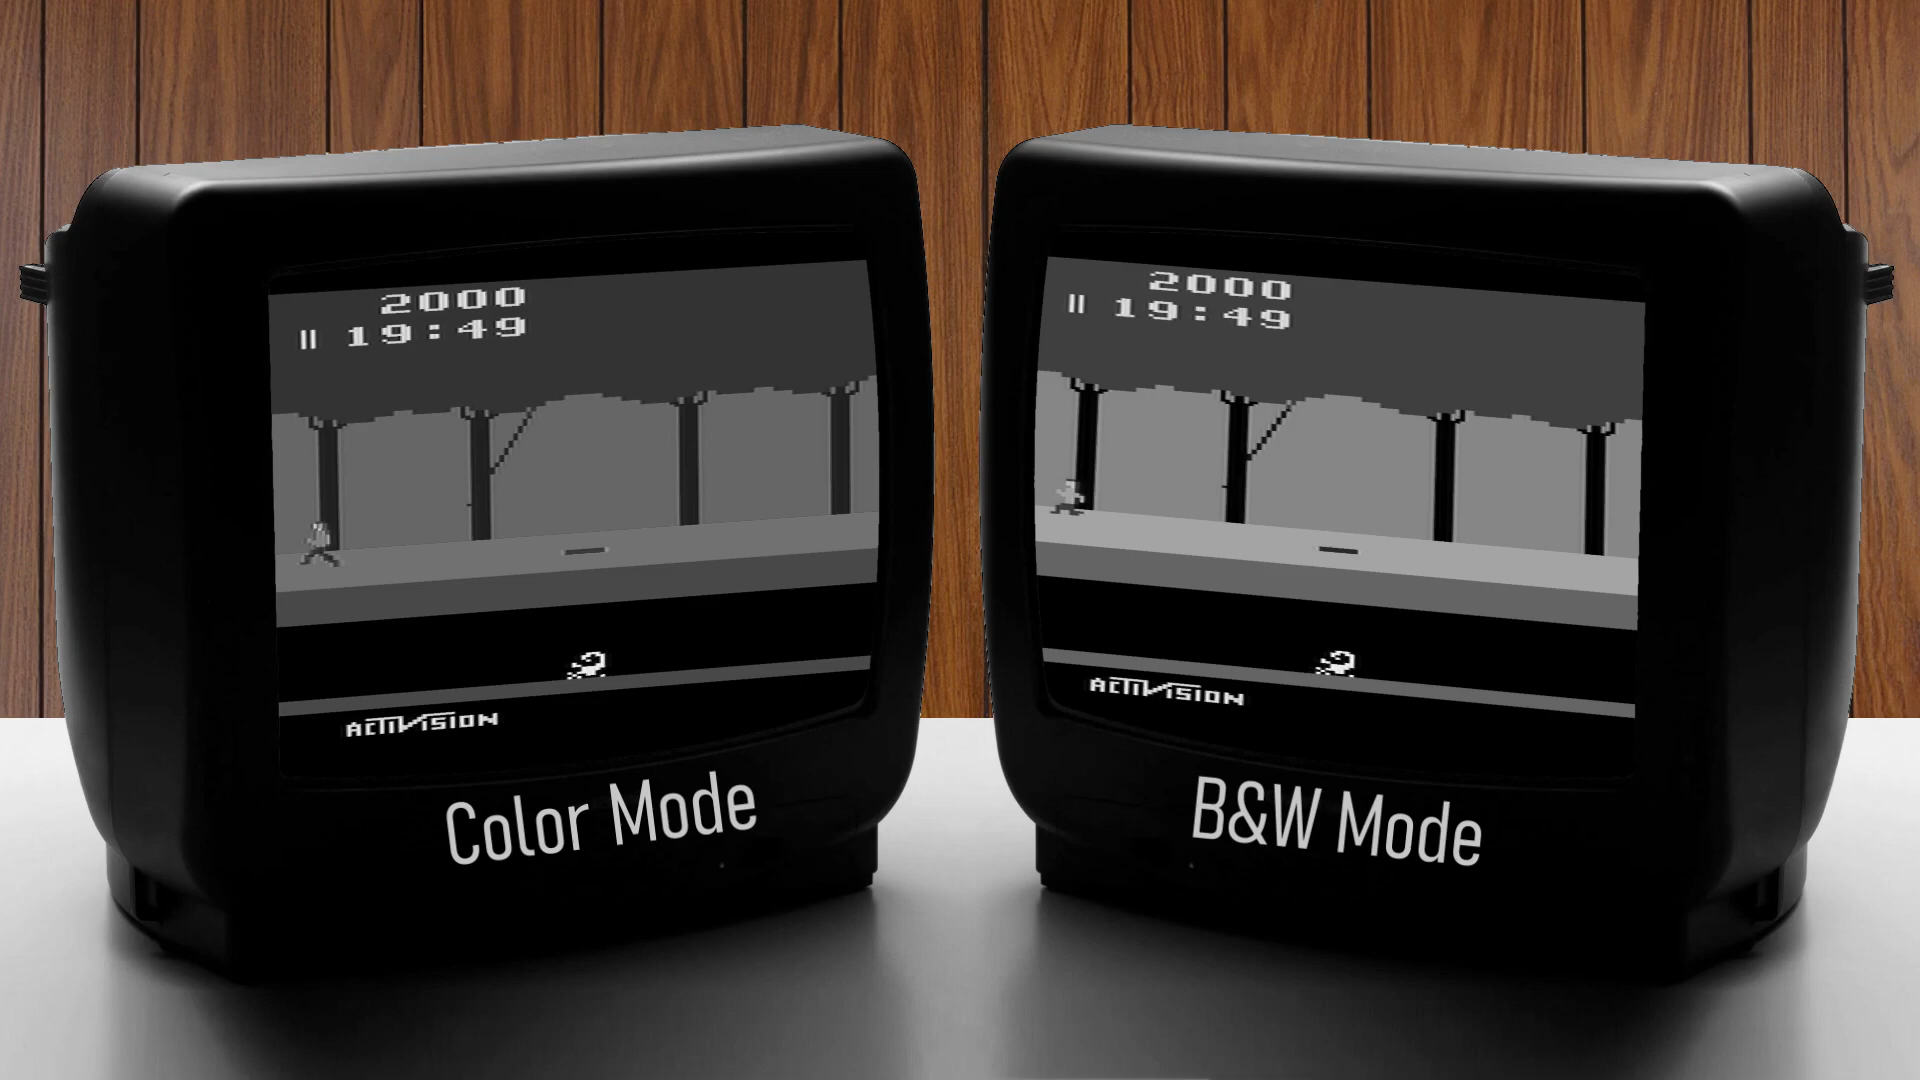 2000
|| 19:49
ACTIVISION
Color Mode
2000
|| 19:49
ACTIVISION
B&W Mode